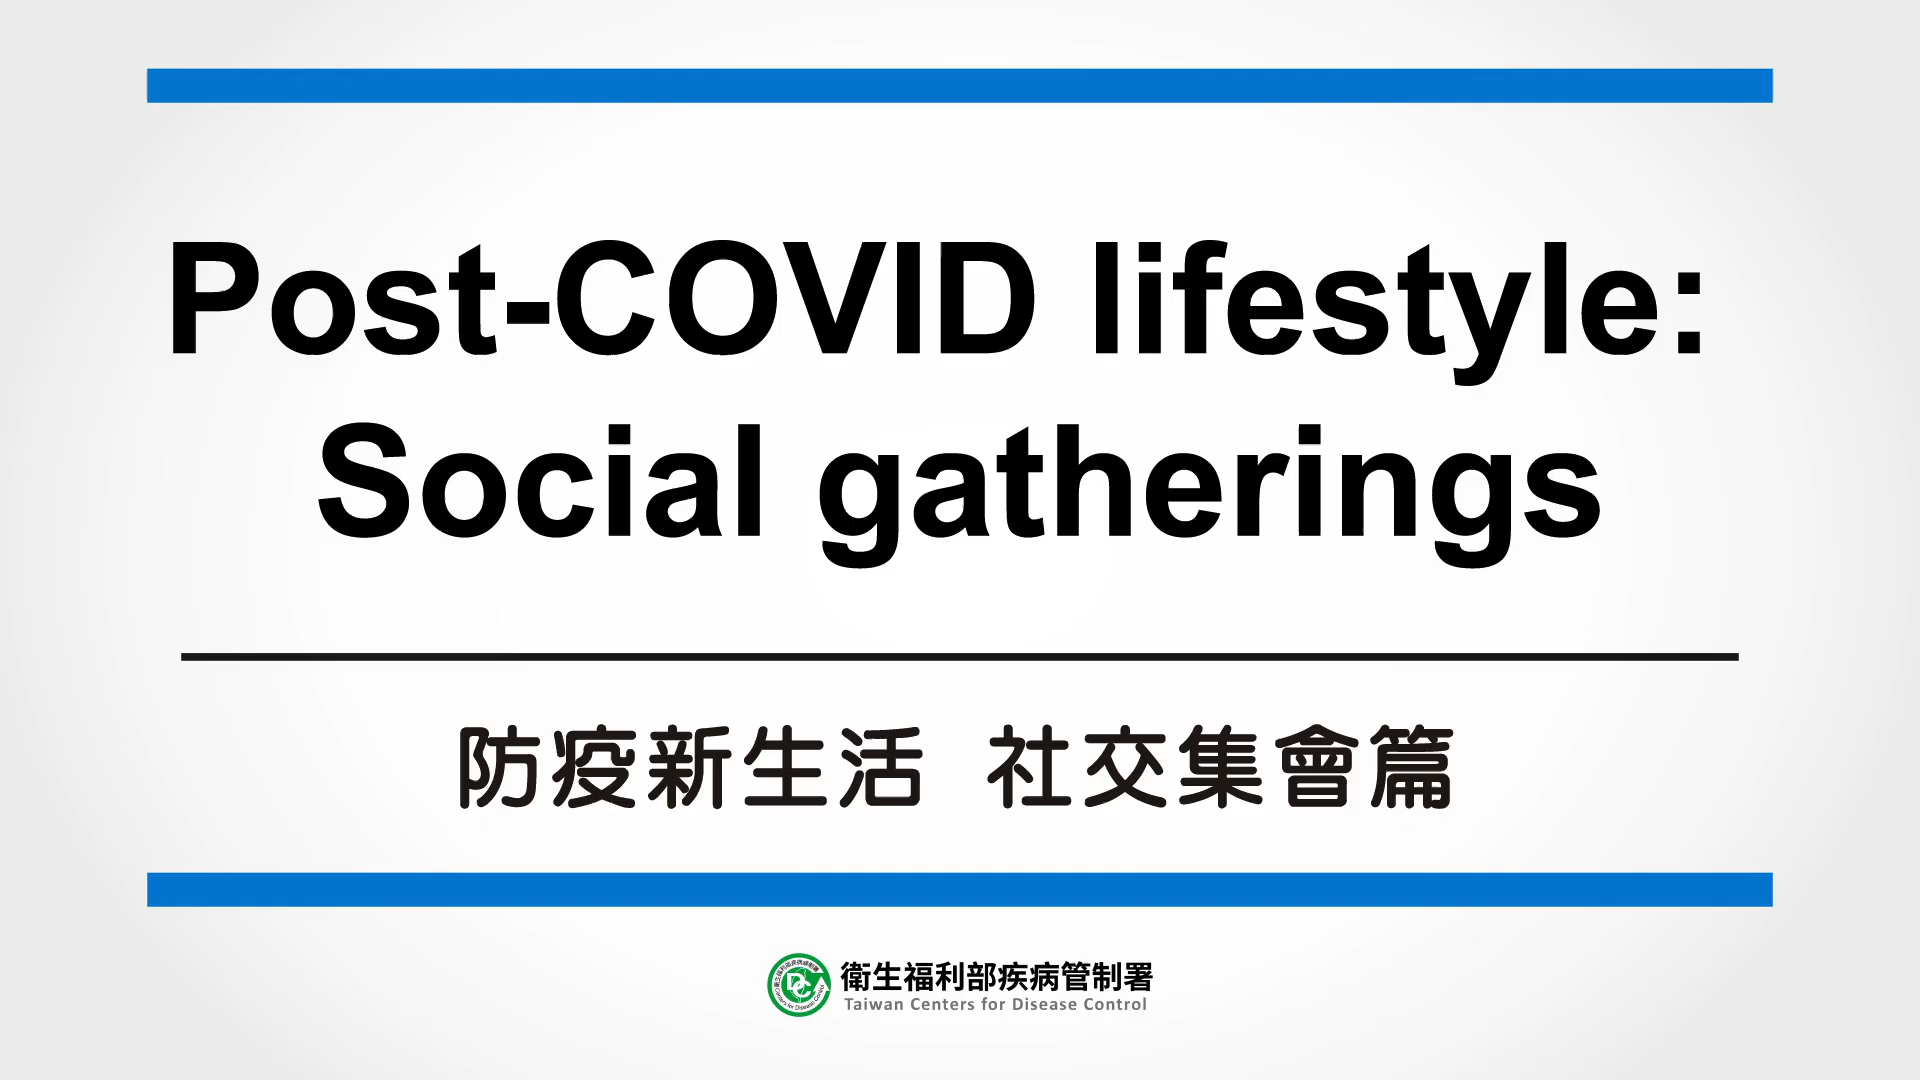 Post-COVID lifestyle:
Social gatherings
防疫新生活 社交集會篇
衛生福利部疾病管制署
Taiwan Centers for Disease Control